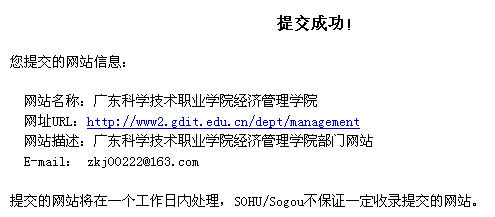 提交成功!
您提交的网站信息:
网站名称: 广东科学技术职业学院经济管理学院
网址URL: http://www2.gdit.edu.cn/dept/management
网站描述: 广东科学技术职业学院经济管理学院部门网站
E-mail: zkj00222@163.com
提交的网站将在一个工作日内处理, SOHU/Sogou不保证一定收录提交的网站。